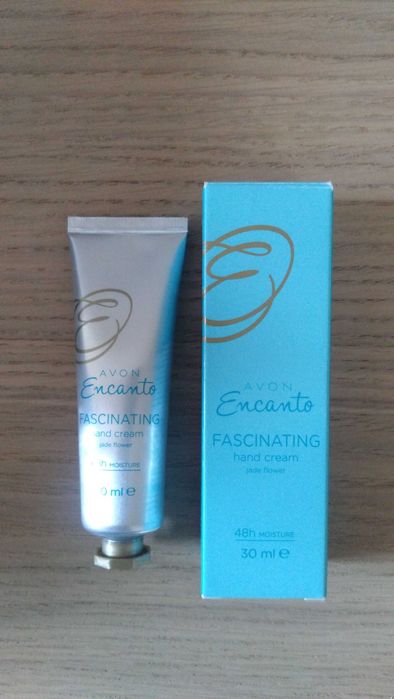 AVON
Encanto
FASCINATING
hand cream
jade flower
MOISTURE
ml e
AVON
Encanto
FASCINATING
hand cream
jade flower
48h MOISTURE
30 ml e